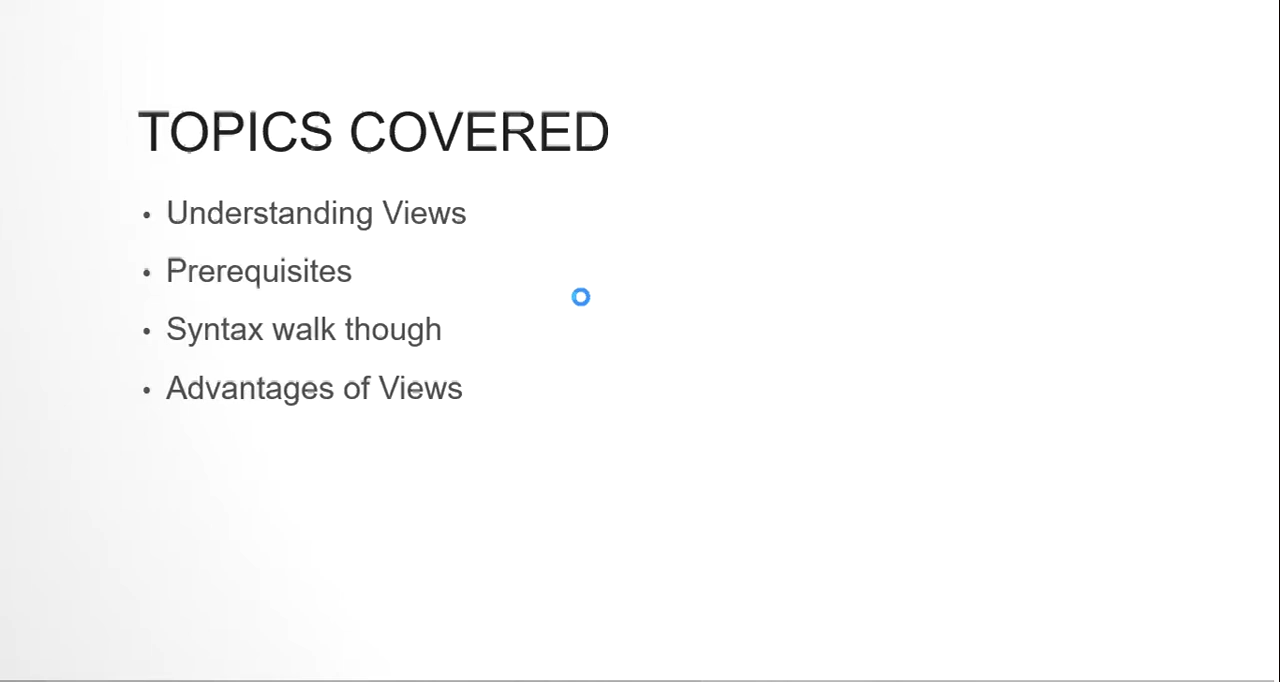 TOPICS COVERED
• Understanding Views
• Prerequisites
• Syntax walk though
• Advantages of Views